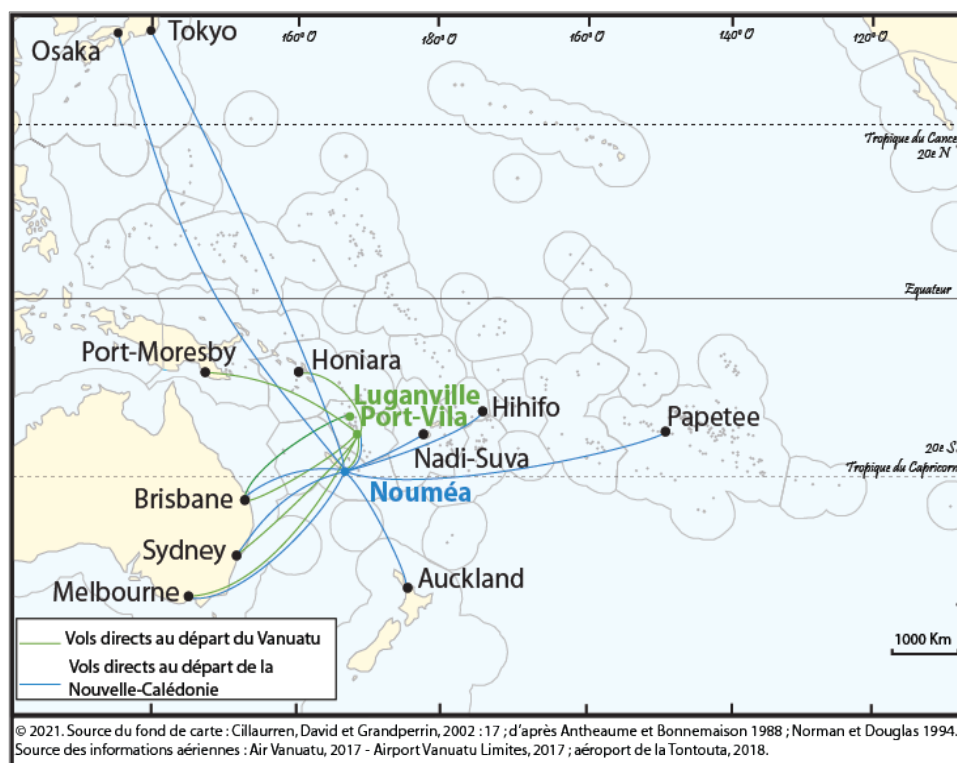 Osaka
Tokyo
160° O
180° O
160° O
140° O
120° O
Tropique du Cance
20e N
Equateur
Port-Moresby
Honiara
Luganville
Port-Vila
Hihifo
Papetee
Nadi-Suva
20e S
Tropique du Capricorn
Nouméa
Brisbane
Sydney
Melbourne
Auckland
Vols directs au départ du Vanuatu
Vols directs au départ de la
Nouvelle-Calédonie
1000 Km
© 2021. Source du fond de carte : Cillaurren, David et Grandperrin, 2002 : 17 ; d'après Antheaume et Bonnemaison 1988 ; Norman et Douglas 1994.
Source des informations aériennes : Air Vanuatu, 2017 - Airport Vanuatu Limites, 2017 ; aéroport de la Tontouta, 2018.